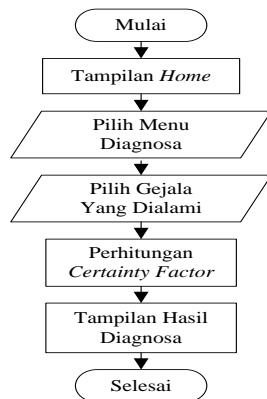 Mulai
Tampilan Home
Pilih Menu
Diagnosa
Pilih Gejala
Yang Dialami
Perhitungan
Certainty Factor
Tampilan Hasil
Diagnosa
Selesai